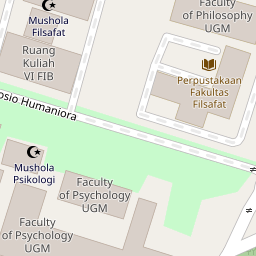 Mushola
Filsafat
Faculty
of Philosophy
UGM
Ruang
Kuliah
VI FIB
Perpustakaan
Fakultas
Filsafat
osio Humaniora
Mushola
Psikologi
Faculty
of Psychology
UGM
Faculty
of Psychology
UGM